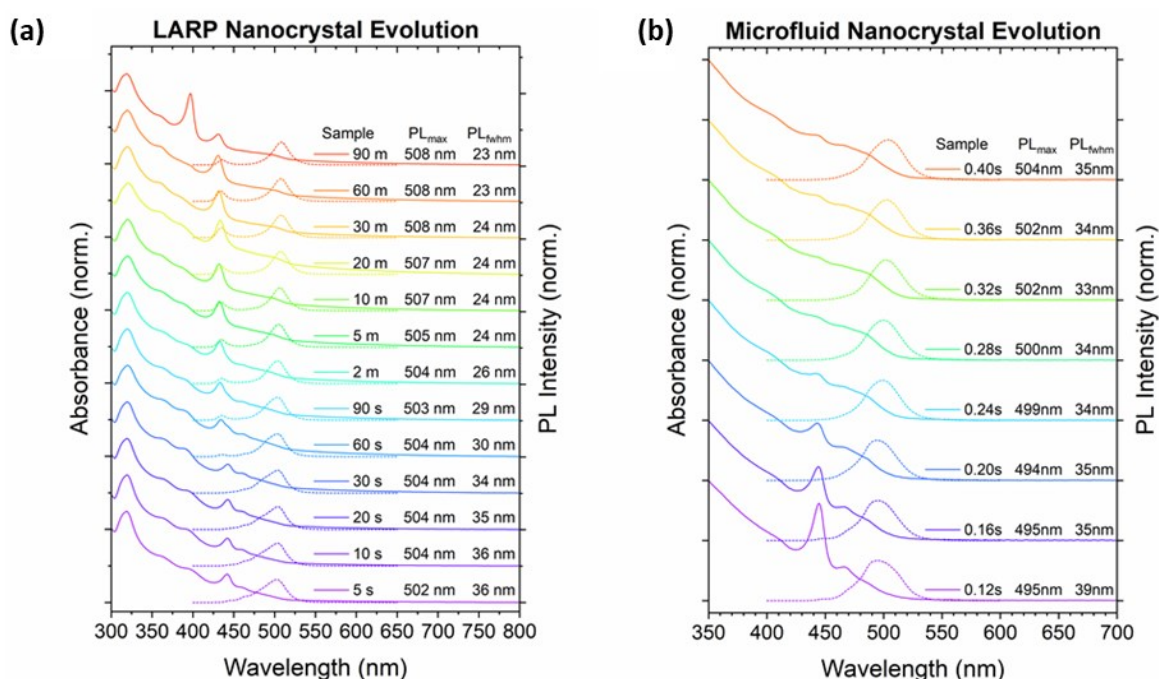 (a)
LARP Nanocrystal Evolution
Absorbance (norm.)
PL Intensity (norm.)
Sample PLmax PLfwhm
90 m 508 nm 23 nm
60 m 508 nm 23 nm
30 m 508 nm 24 nm
20 m 507 nm 24 nm
10 m 507 nm 24 nm
5 m 505 nm 24 nm
2 m 504 nm 26 nm
90 s 503 nm 29 nm
60 s 504 nm 30 nm
30 s 504 nm 34 nm
20 s 504 nm 35 nm
10 s 504 nm 36 nm
5 s 502 nm 36 nm
300 350 400 450 500 550 600 650 700 750 800
Wavelength (nm)
(b)
Microfluid Nanocrystal Evolution
Absorbance (norm.)
PL Intensity (norm.)
Sample PLmax PLfwhm
0.40s 504nm 35nm
0.36s 502nm 34nm
0.32s 502nm 33nm
0.28s 500nm 34nm
0.24s 499nm 34nm
0.20s 494nm 35nm
0.16s 495nm 35nm
0.12s 495nm 39nm
350 400 450 500 550 600 650 700
Wavelength (nm)